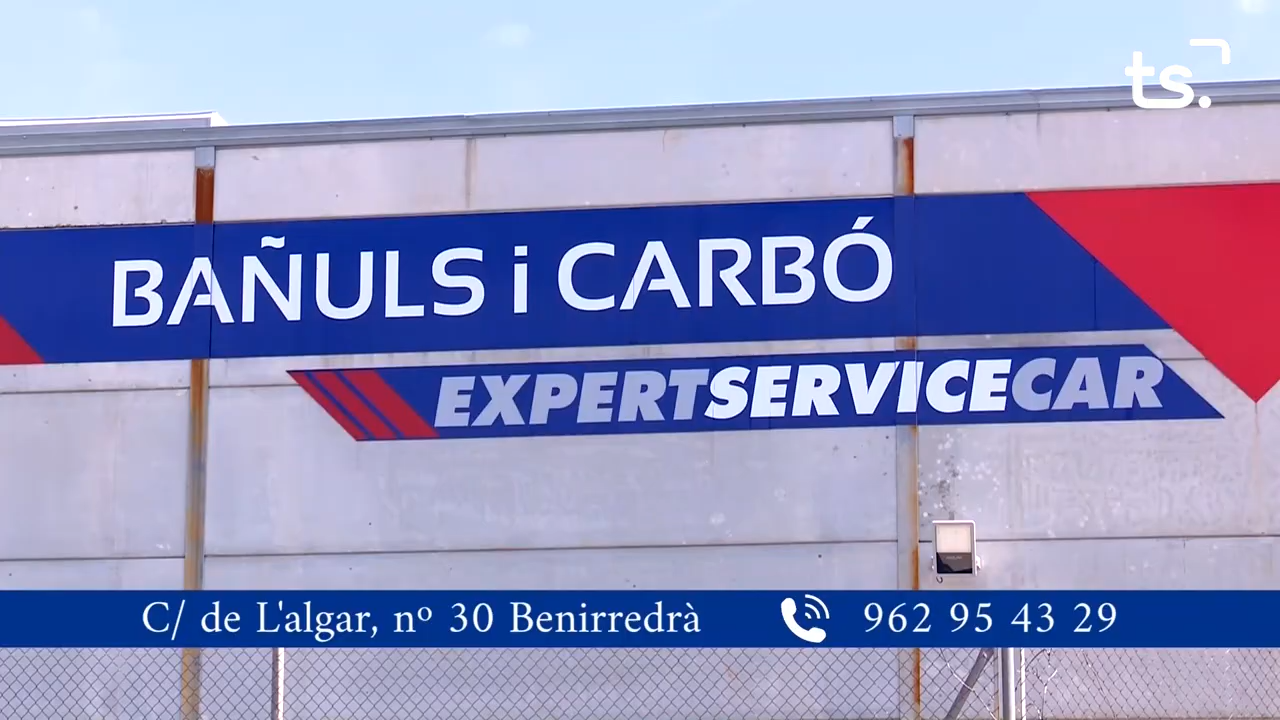 ts.
BAÑULS i CARBÓ
EXPERTSERVICECAR
C/ de L'algar, nº 30 Benirredrà 962 95 43 29